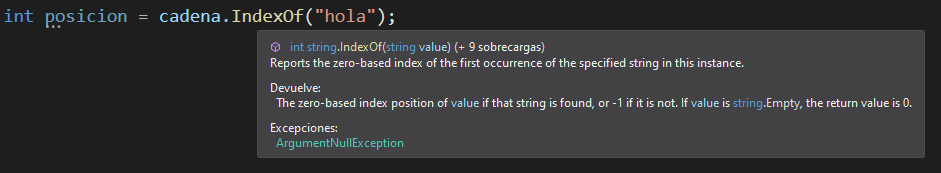 int posicion = cadena.IndexOf("hola");
int string.IndexOf(string value) (+ 9 sobrecargas)
Reports the zero-based index of the first occurrence of the specified string in this instance.
Devuelve:
The zero-based index position of value if that string is found, or -1 if it is not. If value is string.Empty, the return value is 0.
Excepciones:
ArgumentNullException